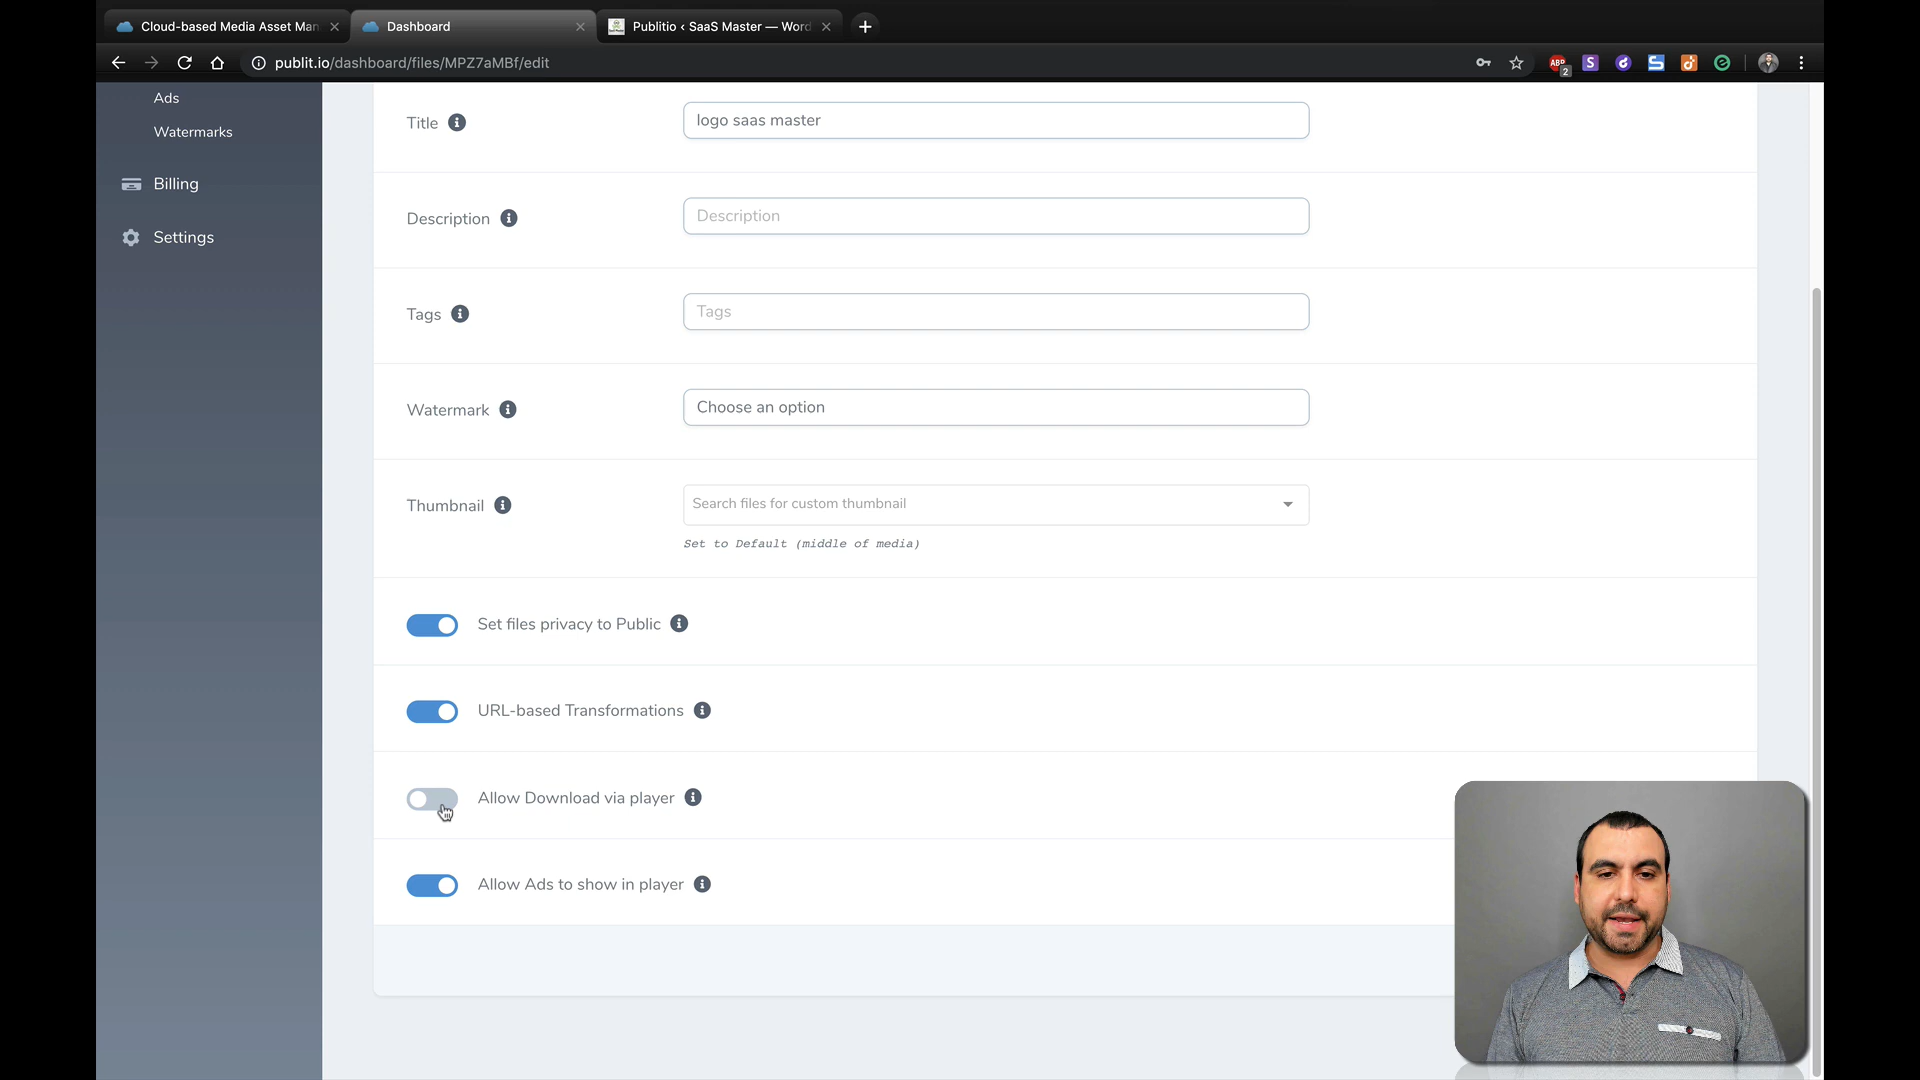 Cloud-based Media Asset Man
Dashboard
Publitio ‹ SaaS Master — Word
publit.io/dashboard/files/MPZ7aMBf/edit
ABP
2
Ads
Watermarks
Billing
Settings
Title
logo saas master
Description
Description
Tags
Tags
Watermark
Choose an option
Thumbnail
Search files for custom thumbnail
Set to Default (middle of media)
Set files privacy to Public
URL-based Transformations
Allow Download via player
Allow Ads to show in player